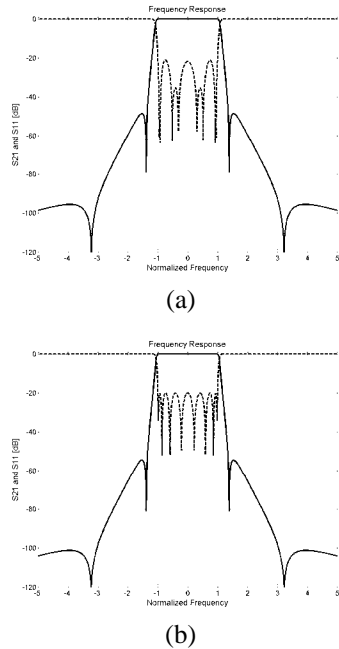 Frequency Response
0
-20
-40
-60
-80
-100
-120
S21 and S11 [dB]
-5 -4 -3 -2 -1 0 1 2 3 4 5
Normalized Frequency
(a)
Frequency Response
0
-20
-40
-60
-80
-100
-120
S21 and S11 [dB]
-5 -4 -3 -2 -1 0 1 2 3 4 5
Normalized Frequency
(b)